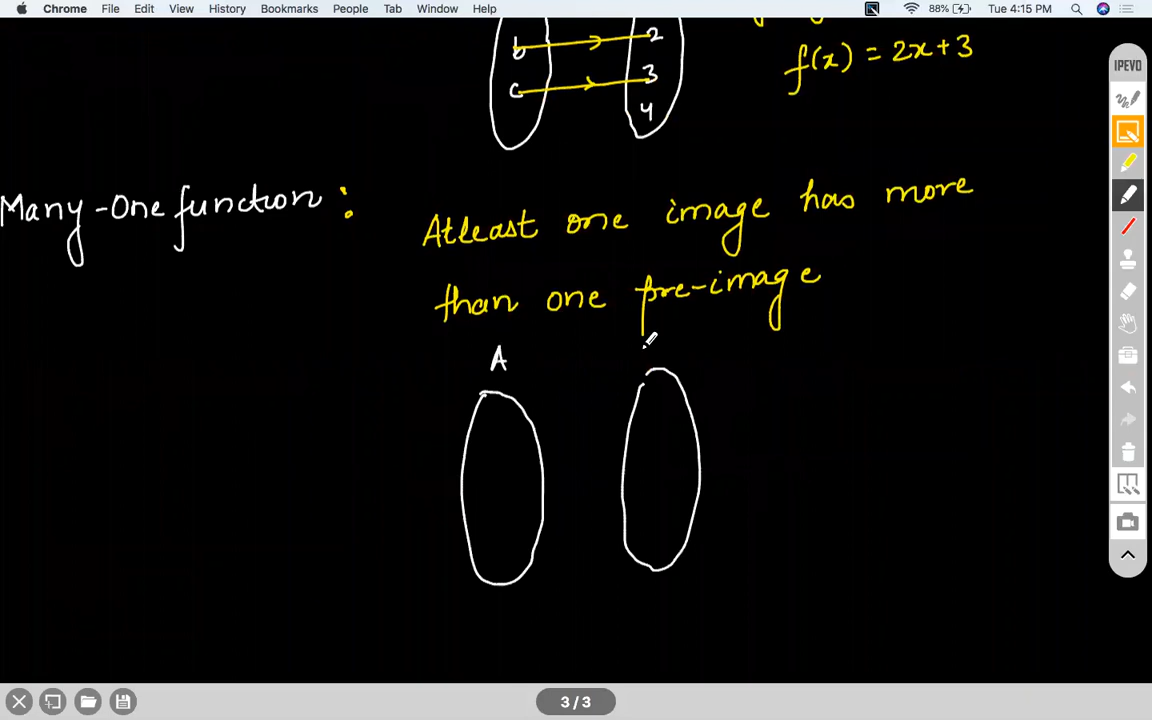 Chrome File Edit View History Bookmarks People Tab Window Help 88% Tue 4:15 PM
IPEVO
b 2
f(x) = 2x+3
c 3
4
Many-One function :
Atleast one image has more
than one pre-image
A
3/3